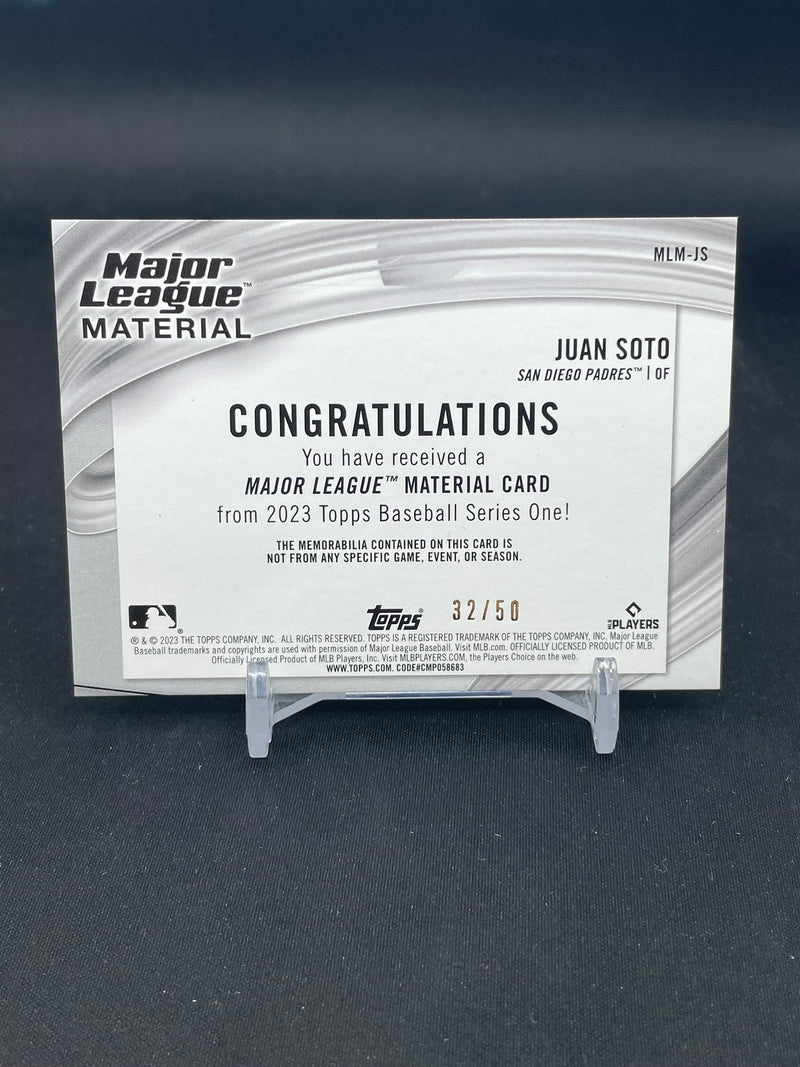 Major
League™
MATERIAL
MLM-JS
JUAN SOTO
SAN DIEGO PADRES™ | OF
CONGRATULATIONS
You have received a
MAJOR LEAGUE™ MATERIAL CARD
from 2023 Topps Baseball Series One!
THE MEMORABILIA CONTAINED ON THIS CARD IS
NOT FROM ANY SPECIFIC GAME, EVENT, OR SEASON.
®
topps®
32/50
MLB PLAYERS
® & © 2023 THE TOPPS COMPANY, INC. ALL RIGHTS RESERVED. TOPPS IS A REGISTERED TRADEMARK OF THE TOPPS COMPANY, INC. Major League
Baseball trademarks and copyrights are used with permission of Major League Baseball. Visit MLB.com. OFFICIALLY LICENSED PRODUCT OF MLB.
Officially Licensed Product of MLB Players, Inc. Visit MLBPLAYERS.COM, the Players Choice on the web.
WWW.TOPPS.COM. CODE#CMP058683